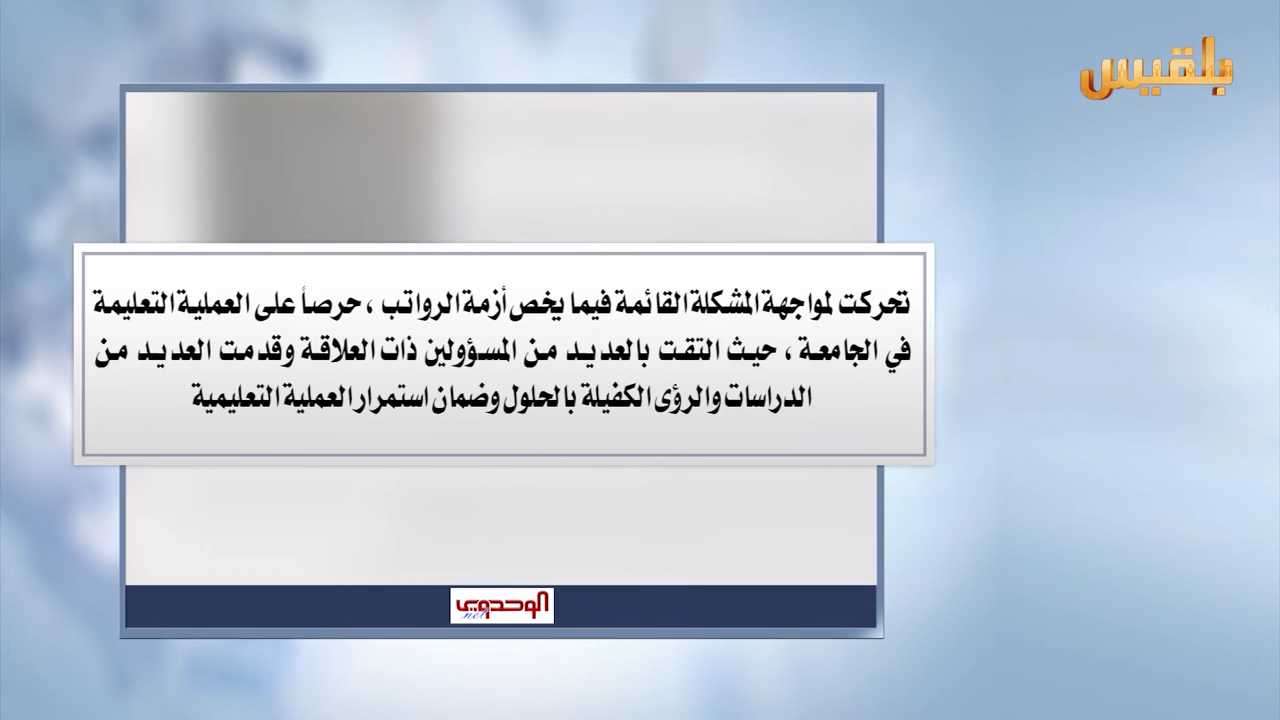 بلقيس
تحركت لمواجهة المشكلة القائمة فيما يخص أزمة الرواتب ، حرصاً على العملية التعليمة
في الجامعة ، حيث التقت بالعديد من المسؤولين ذات العلاقة وقدمت العديد من
الدراسات والرؤى الكفيلة بالحلول وضمان استمرار العملية التعليمية
الوحدوي
.net